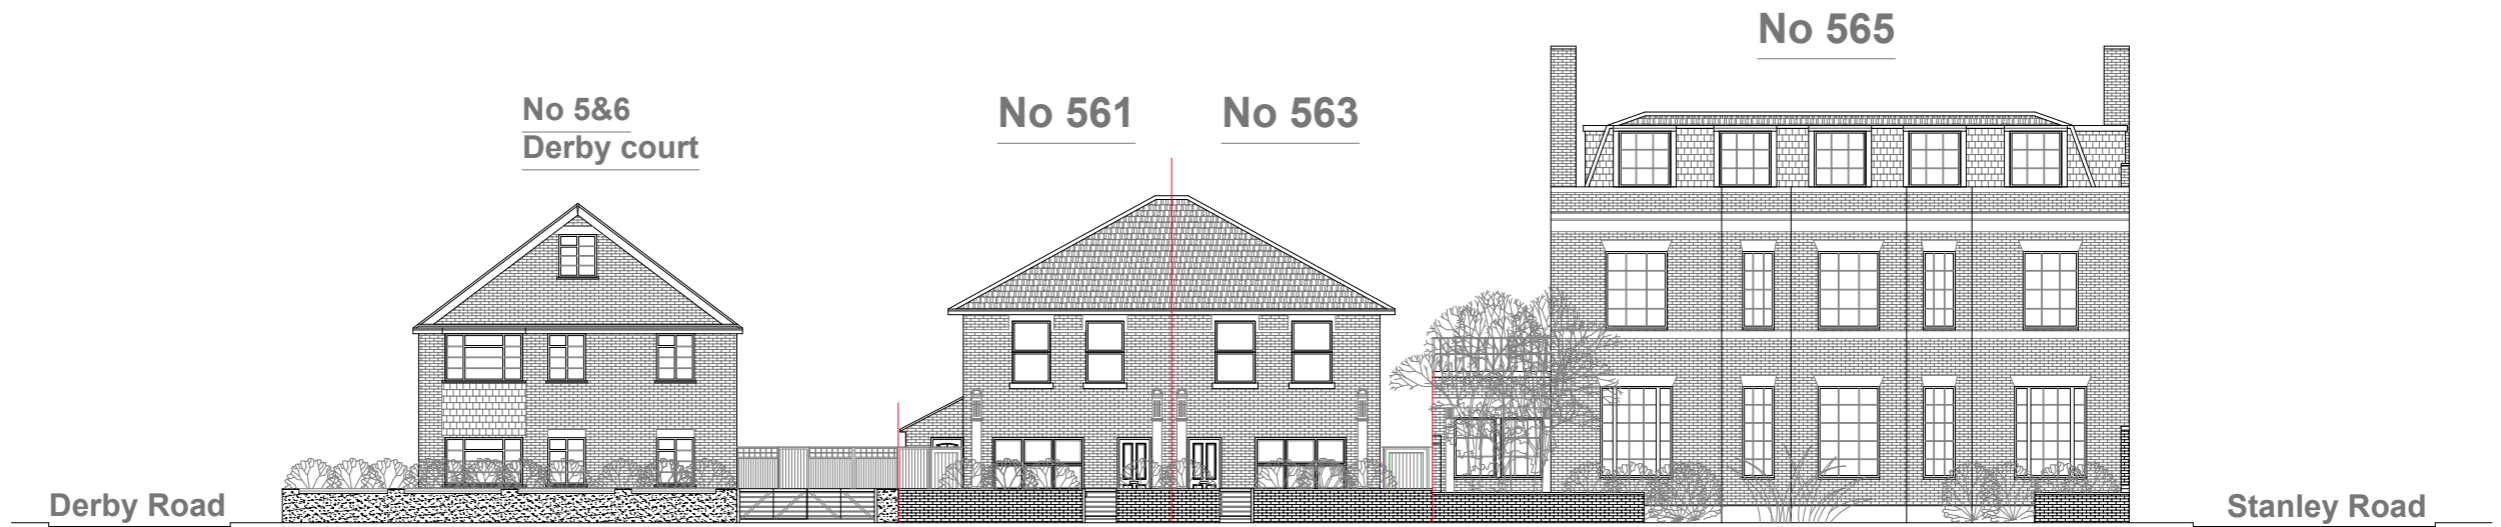 No 565
No 5&6
Derby court
No 561
No 563
Derby Road
Stanley Road